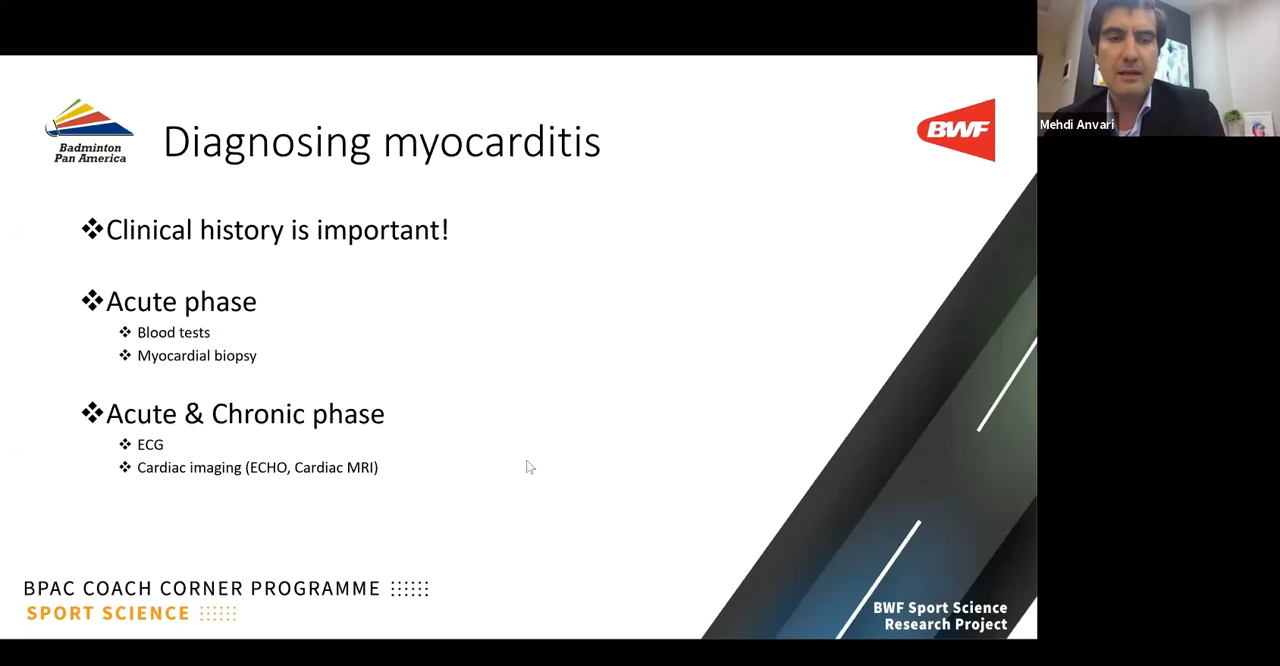 Badminton
Pan America
Diagnosing myocarditis
BWF
Mehdi Anvari
Clinical history is important!
Acute phase
Blood tests
Myocardial biopsy
Acute & Chronic phase
ECG
Cardiac imaging (ECHO, Cardiac MRI)
BPAC COACH CORNER PROGRAMME
SPORT SCIENCE
BWF Sport Science
Research Project